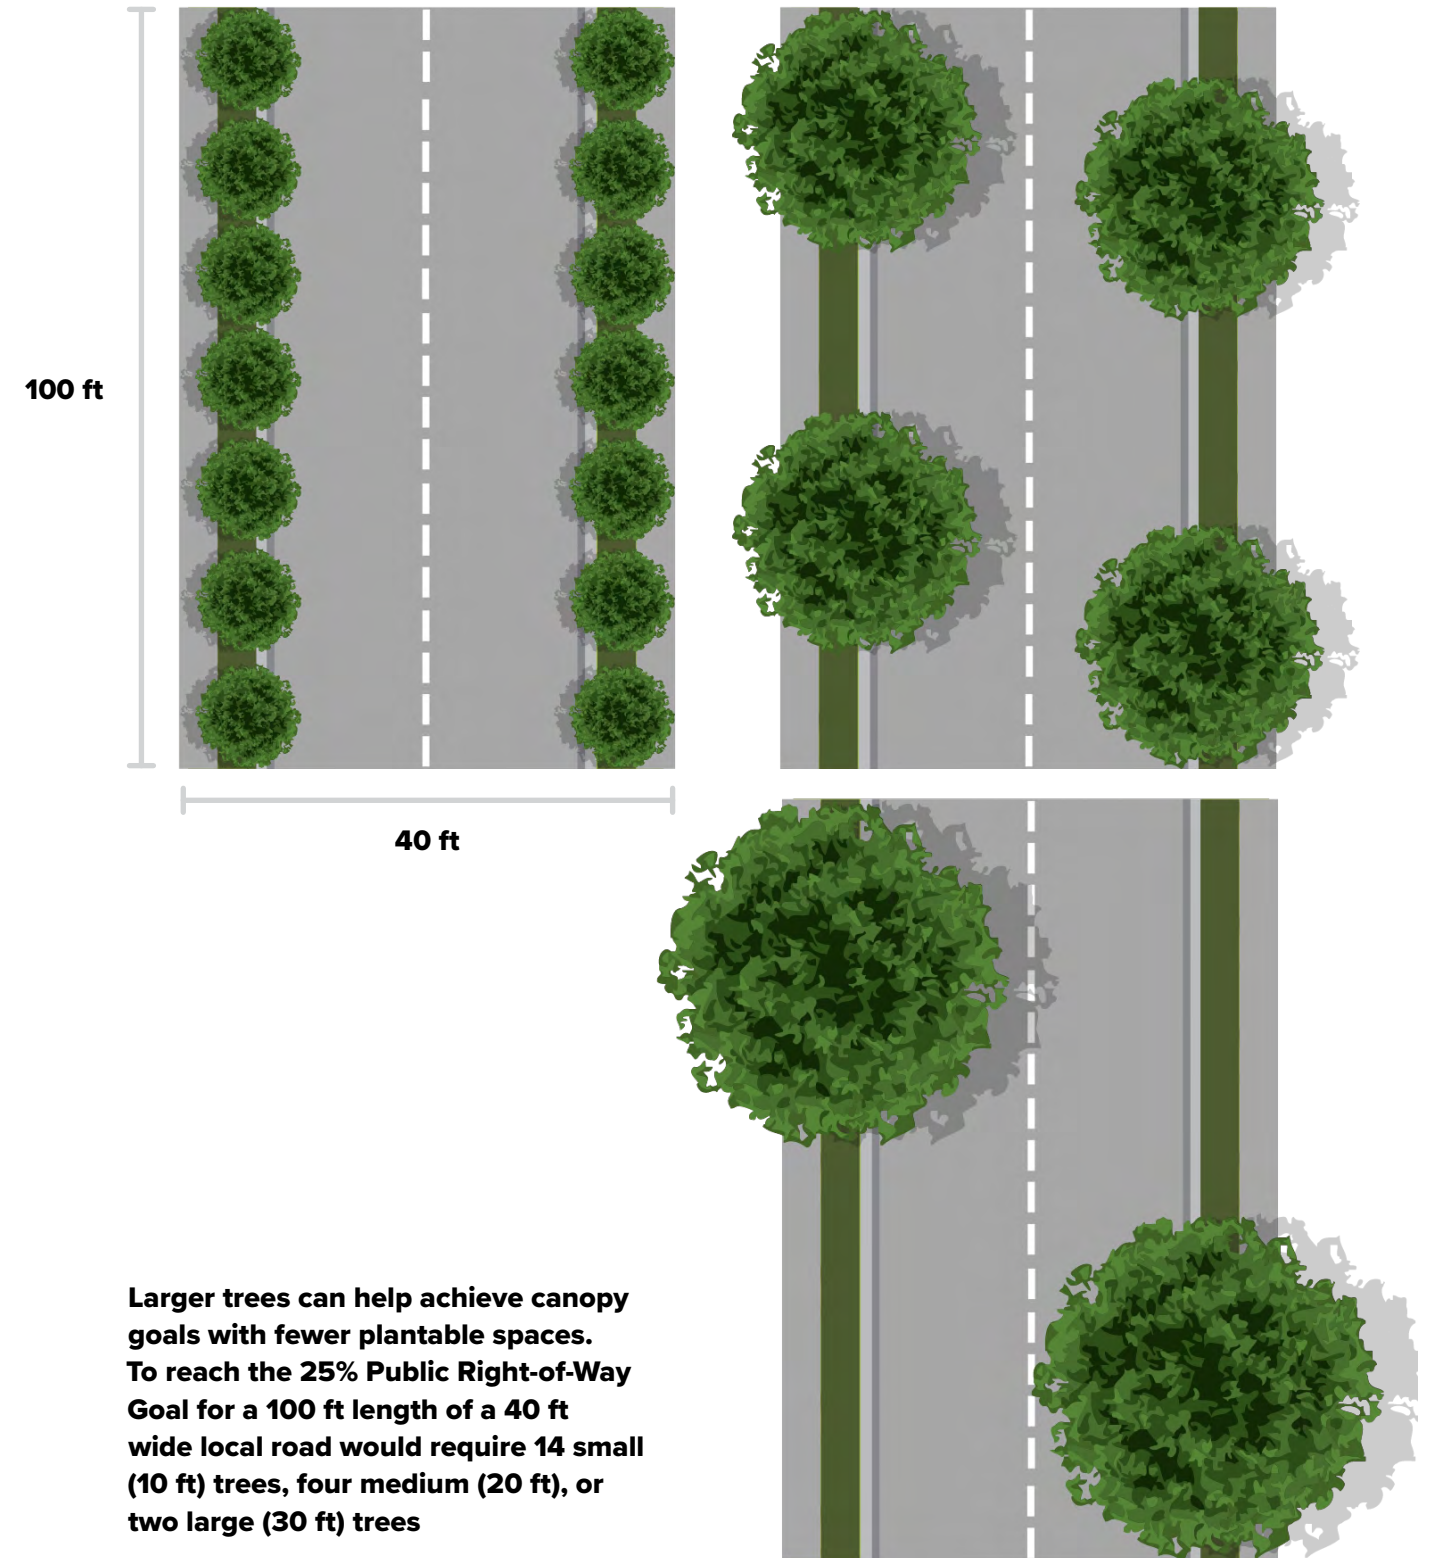 100 ft
40 ft
Larger trees can help achieve canopy
goals with fewer plantable spaces.
To reach the 25% Public Right-of-Way
Goal for a 100 ft length of a 40 ft
wide local road would require 14 small
(10 ft) trees, four medium (20 ft), or
two large (30 ft) trees